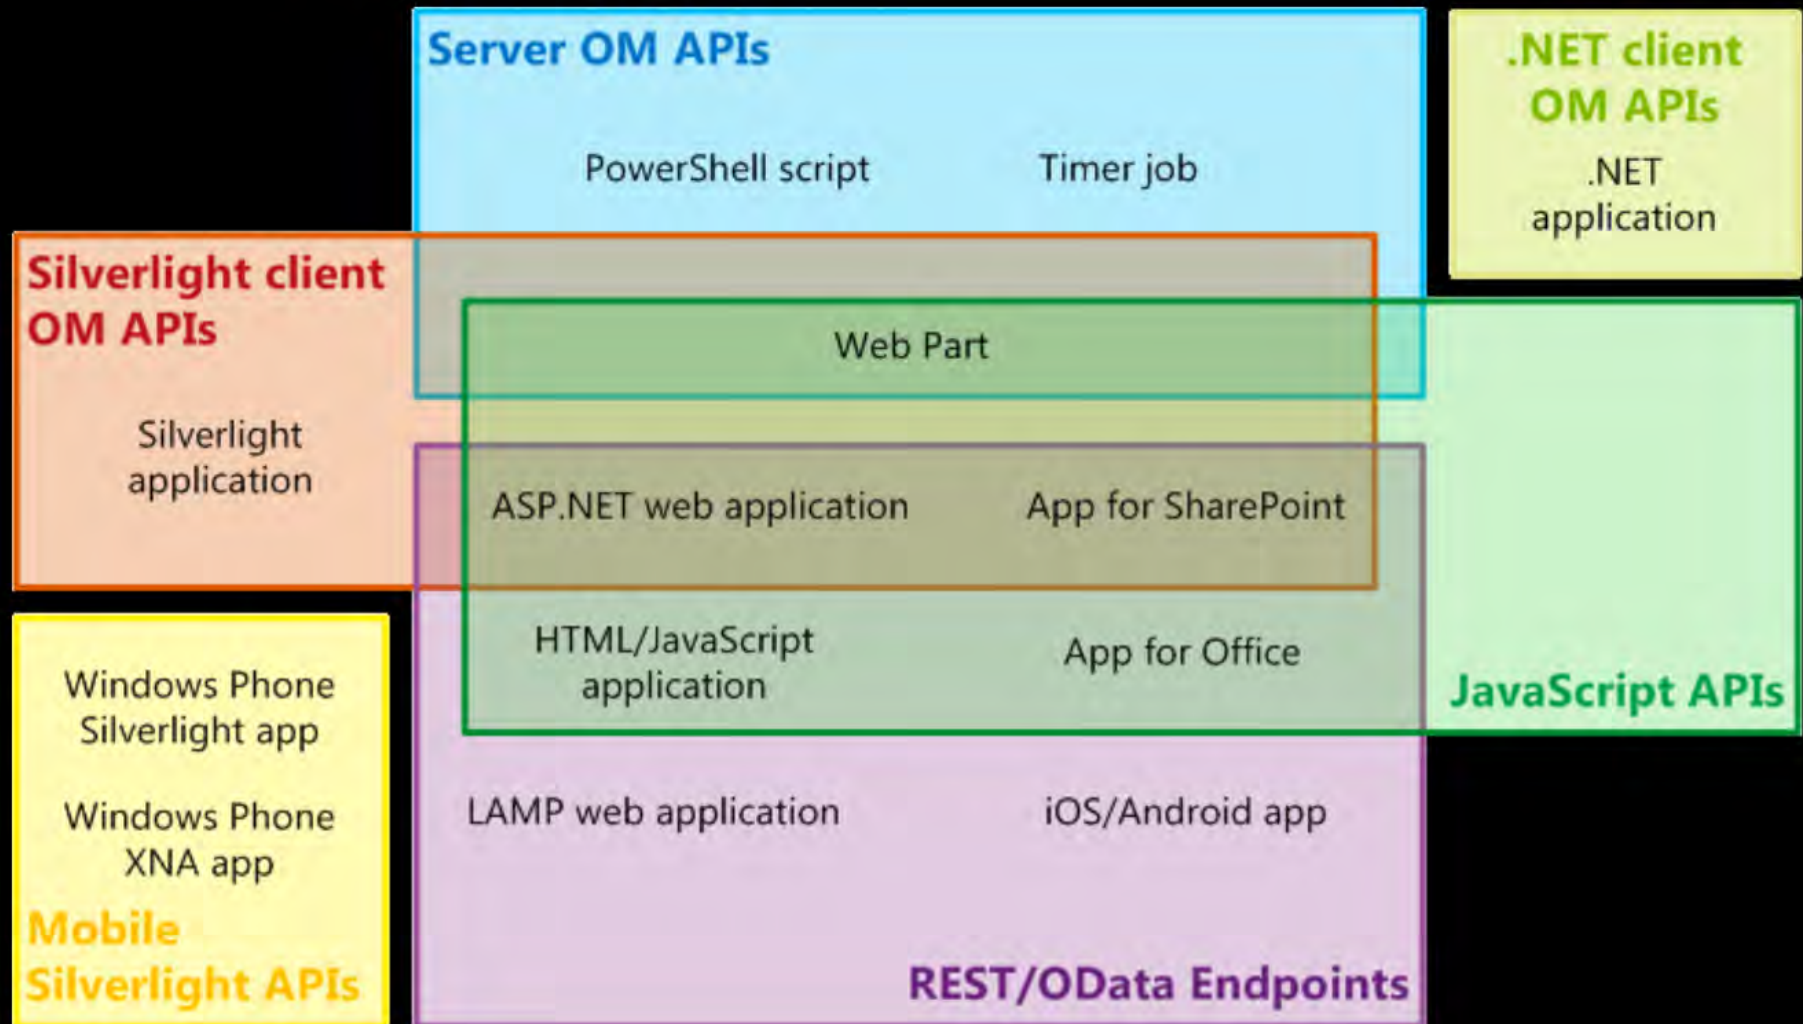 Server OM APIs
PowerShell script
Timer job
.NET client
OM APIs
.NET
application
Silverlight client
OM APIs
Silverlight
application
Web Part
ASP.NET web application
App for SharePoint
HTML/JavaScript
application
App for Office
JavaScript APIs
Windows Phone
Silverlight app
Windows Phone
XNA app
Mobile
Silverlight APIs
LAMP web application
iOS/Android app
REST/OData Endpoints